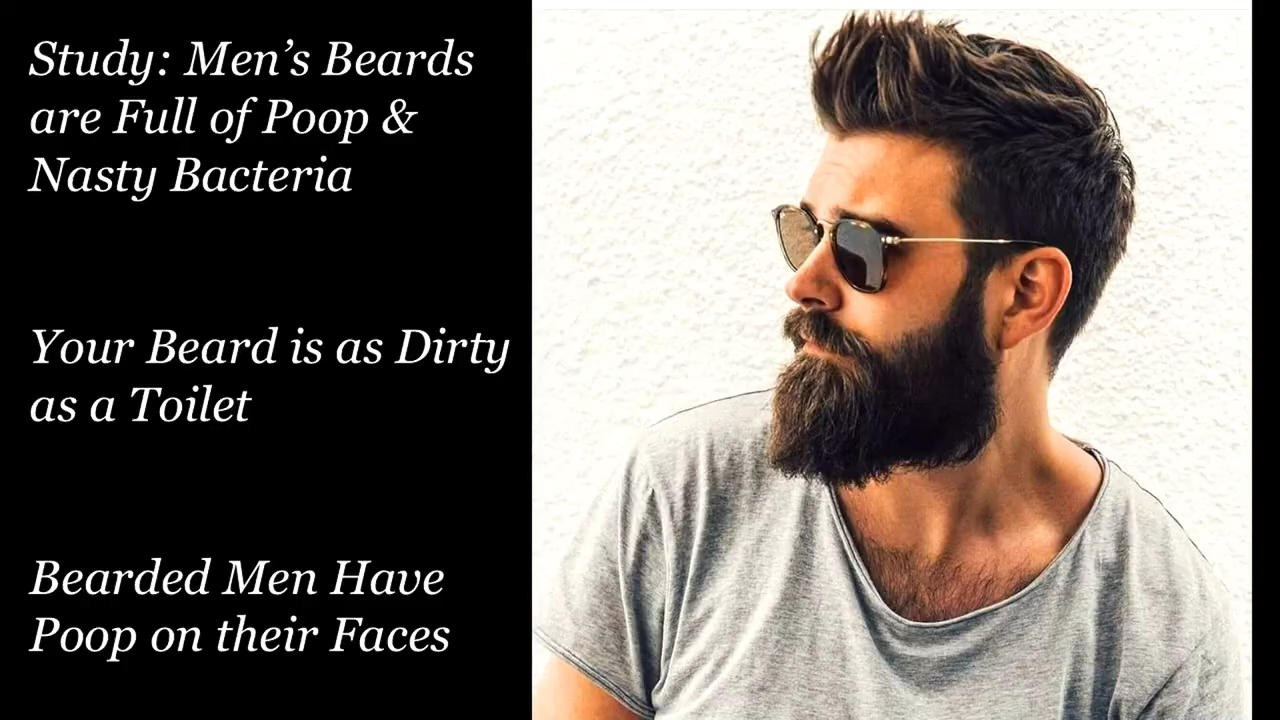 Study: Men’s Beards
are Full of Poop &
Nasty Bacteria
Your Beard is as Dirty
as a Toilet
Bearded Men Have
Poop on their Faces